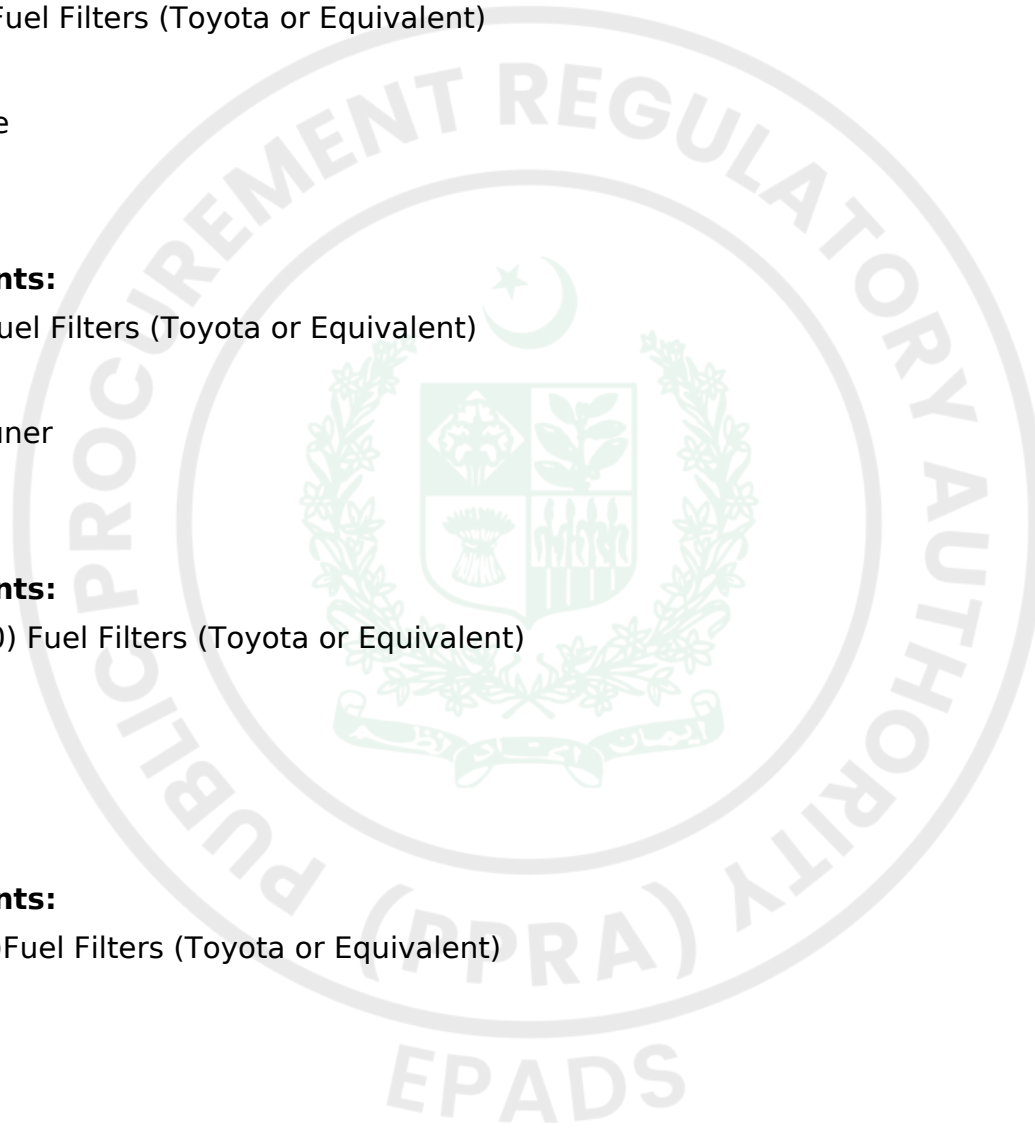 Fuel Filters (Toyota or Equivalent)
e
nts:
uel Filters (Toyota or Equivalent)
uner
nts:
0) Fuel Filters (Toyota or Equivalent)
nts:
)Fuel Filters (Toyota or Equivalent)
PUBLIC PROCUREMENT REGULATORY AUTHORITY
(PPRA)
EPADS